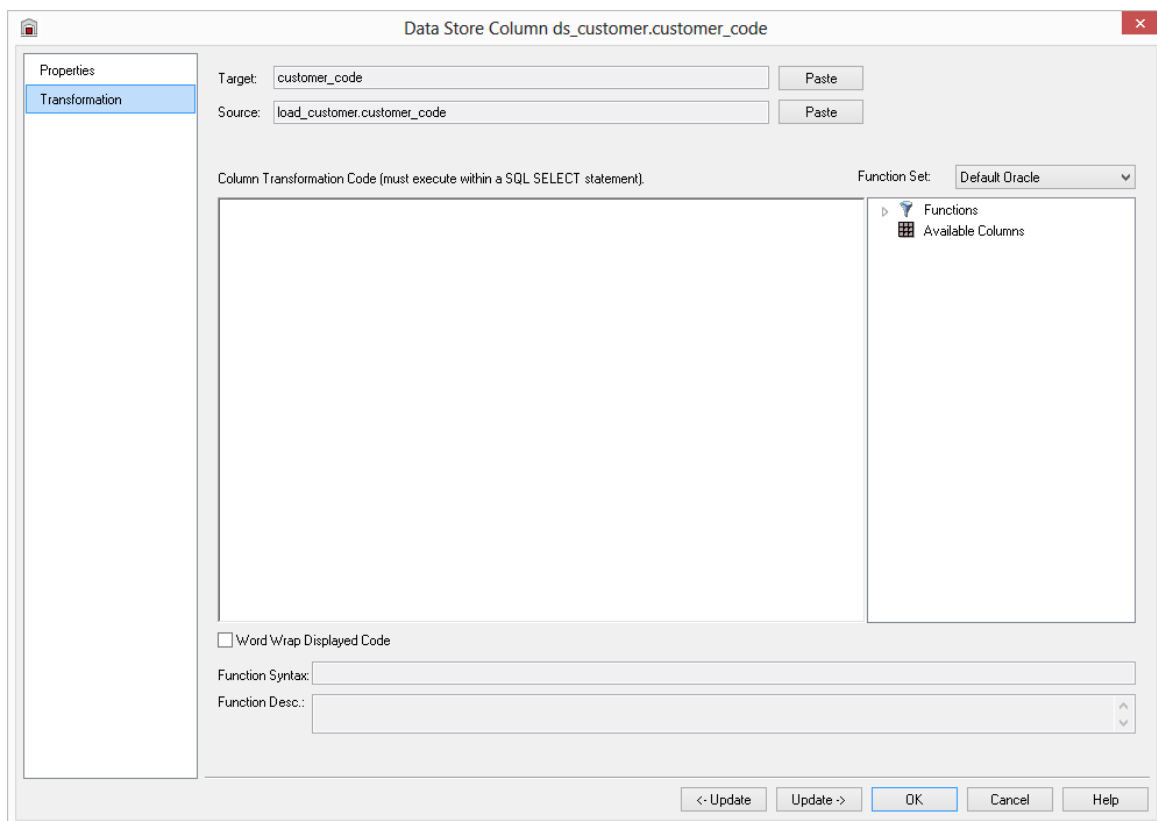 Data Store Column ds_customer.customer_code
Properties
Transformation
Target: customer_code Paste
Source: load_customer.customer_code Paste
Column Transformation Code (must execute within a SQL SELECT statement). Function Set: Default Oracle
Functions
Available Columns
Word Wrap Displayed Code
Function Syntax:
Function Desc.:
<- Update Update -> OK Cancel Help